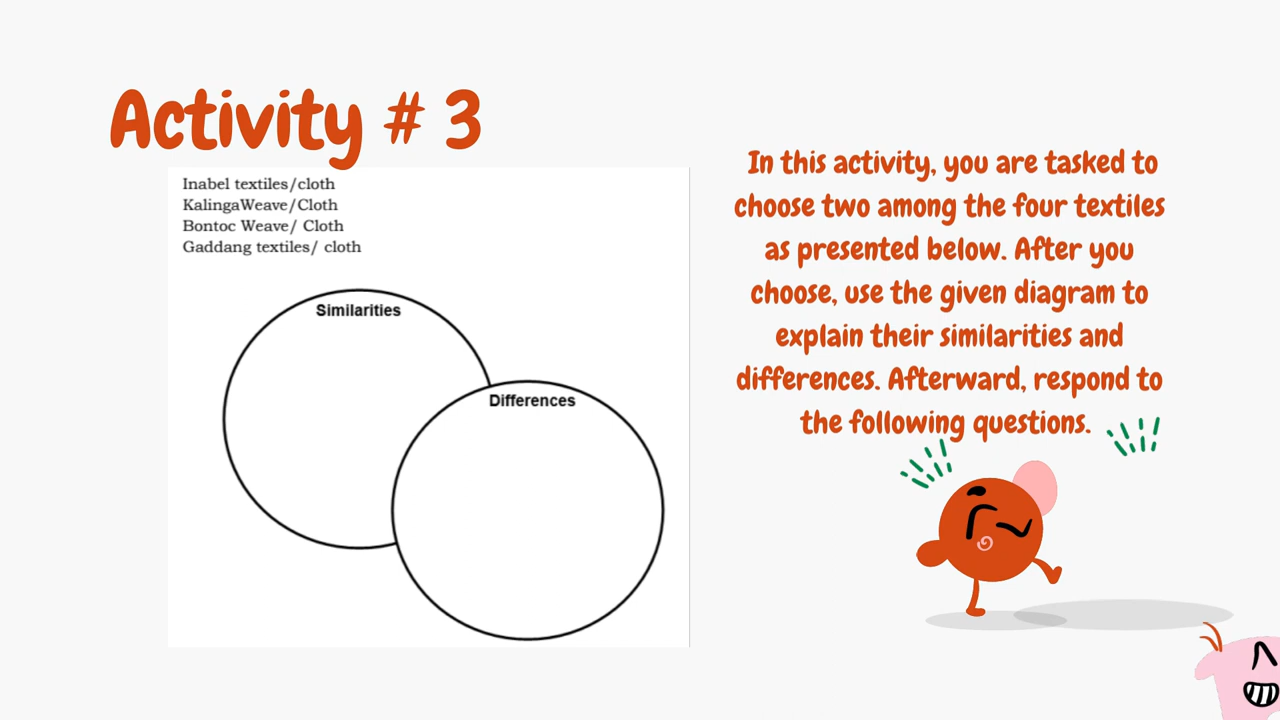 Activity # 3
Inabel textiles/cloth
KalingaWeave/Cloth
Bontoc Weave/ Cloth
Gaddang textiles/ cloth
Similarities
Differences
In this activity, you are tasked to
choose two among the four textiles
as presented below. After you
choose, use the given diagram to
explain their similarities and
differences. Afterward, respond to
the following questions.